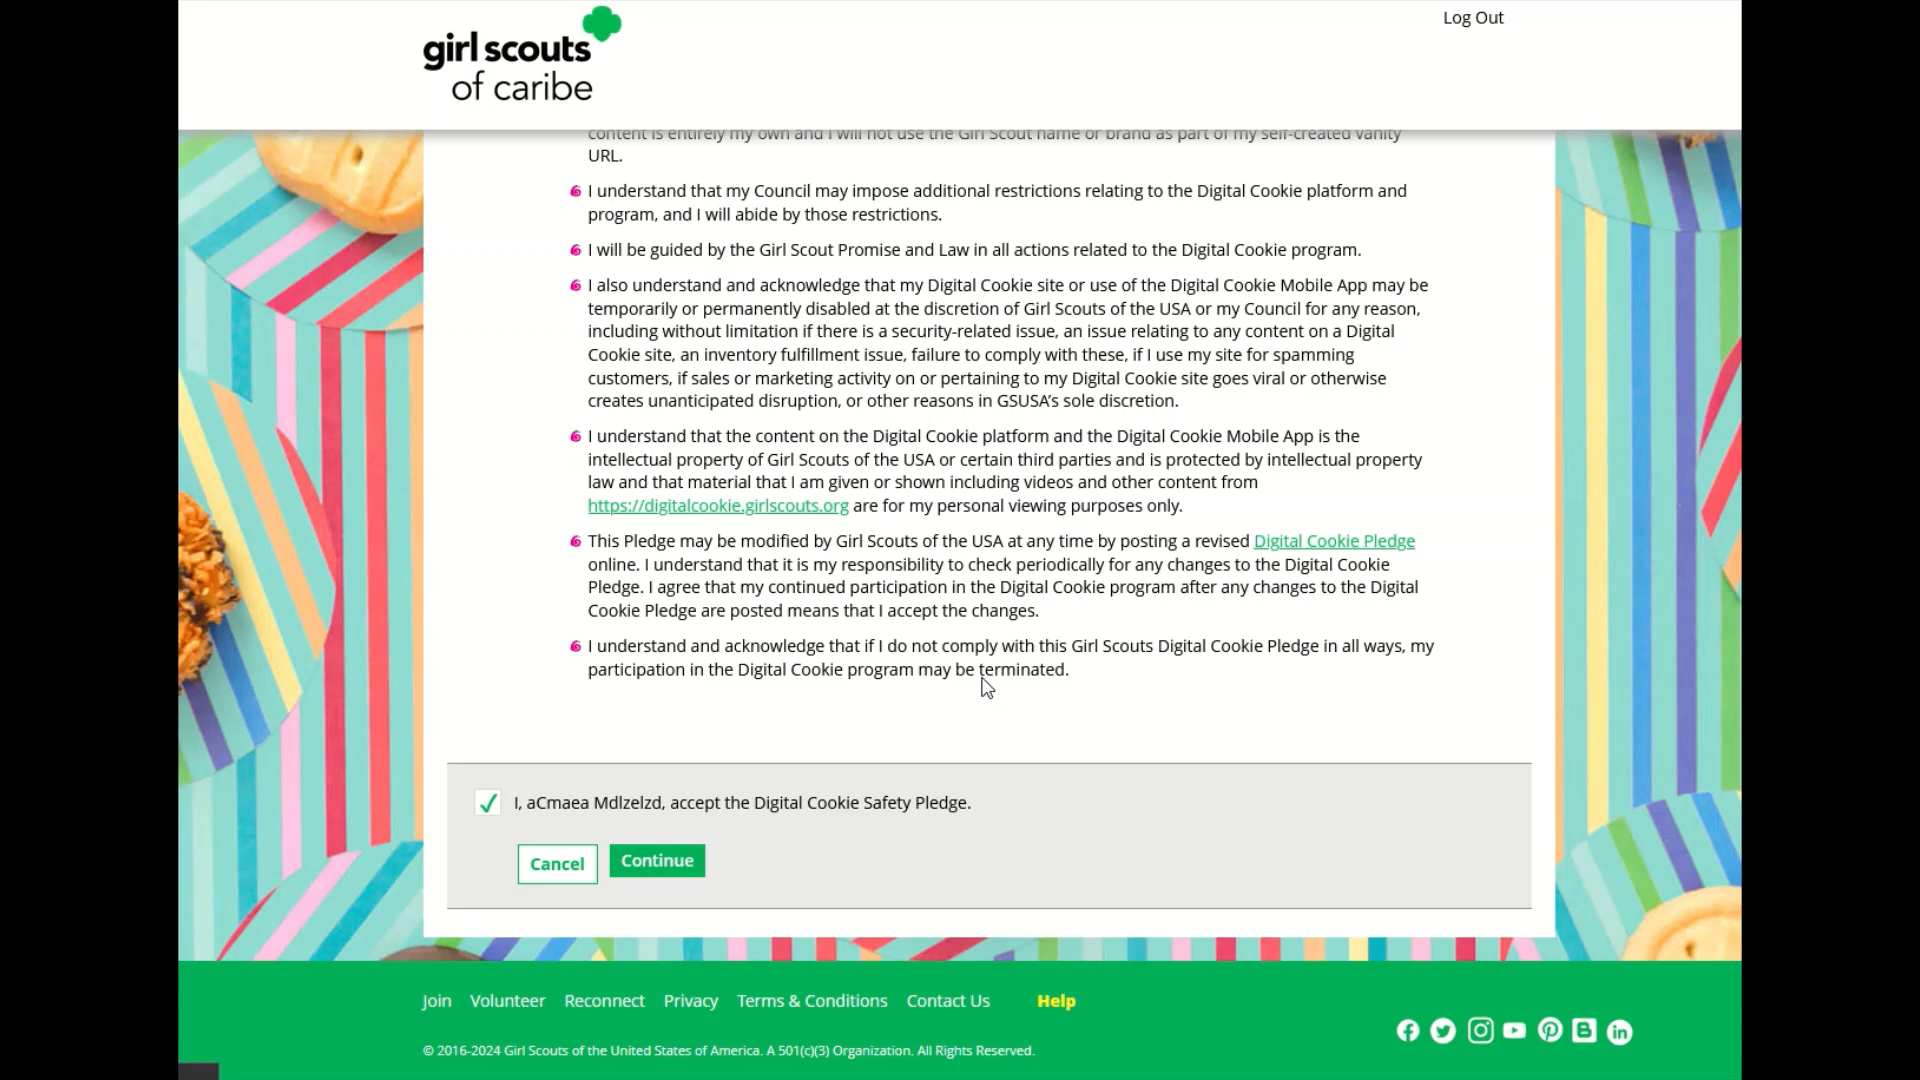 girl scouts
of caribe
Log Out
content is entirely my own and I will not use the Girl Scout name or brand as part of my self-created vanity
URL.
I understand that my Council may impose additional restrictions relating to the Digital Cookie platform and
program, and I will abide by those restrictions.
I will be guided by the Girl Scout Promise and Law in all actions related to the Digital Cookie program.
I also understand and acknowledge that my Digital Cookie site or use of the Digital Cookie Mobile App may be
temporarily or permanently disabled at the discretion of Girl Scouts of the USA or my Council for any reason,
including without limitation if there is a security-related issue, an issue relating to any content on a Digital
Cookie site, an inventory fulfillment issue, failure to comply with these, if I use my site for spamming
customers, if sales or marketing activity on or pertaining to my Digital Cookie site goes viral or otherwise
creates unanticipated disruption, or other reasons in GSUSA’s sole discretion.
I understand that the content on the Digital Cookie platform and the Digital Cookie Mobile App is the
intellectual property of Girl Scouts of the USA or certain third parties and is protected by intellectual property
law and that material that I am given or shown including videos and other content from
https://digitalcookie.girlscouts.org are for my personal viewing purposes only.
This Pledge may be modified by Girl Scouts of the USA at any time by posting a revised Digital Cookie Pledge
online. I understand that it is my responsibility to check periodically for any changes to the Digital Cookie
Pledge. I agree that my continued participation in the Digital Cookie program after any changes to the Digital
Cookie Pledge are posted means that I accept the changes.
I understand and acknowledge that if I do not comply with this Girl Scouts Digital Cookie Pledge in all ways, my
participation in the Digital Cookie program may be terminated.
I, aCmaea Mdlzelzd, accept the Digital Cookie Safety Pledge.
Cancel Continue
Join Volunteer Reconnect Privacy Terms & Conditions Contact Us Help
© 2016-2024 Girl Scouts of the United States of America. A 501(c)(3) Organization. All Rights Reserved.